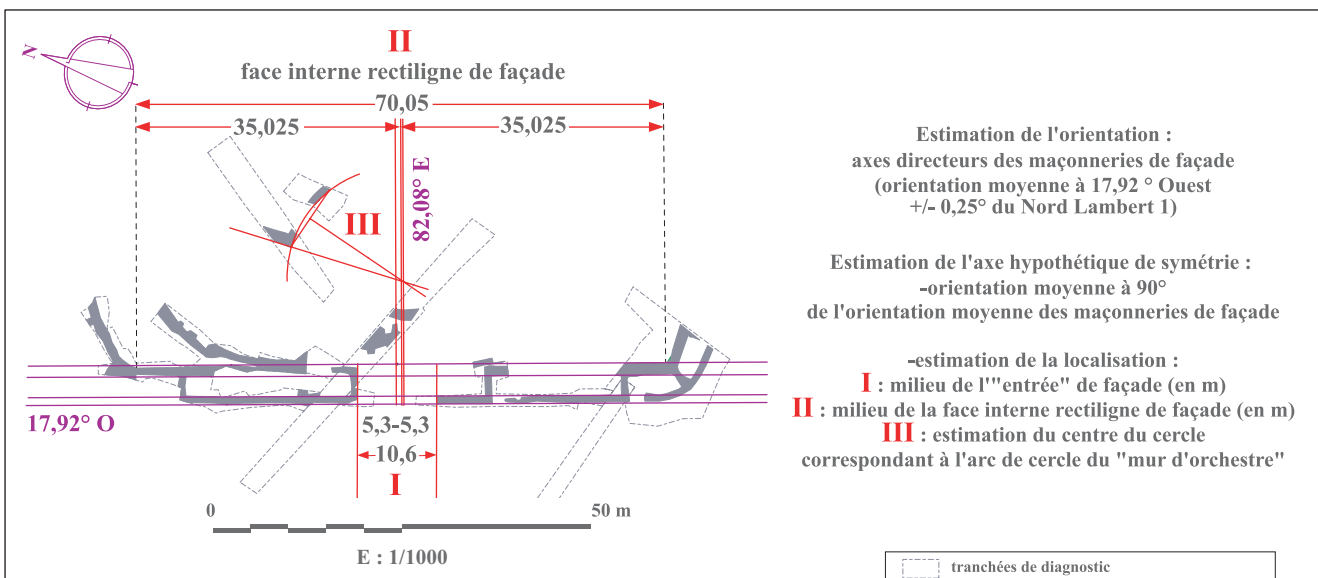 N
II
face interne rectiligne de façade
70,05
35,025
35,025
82,08° E
III
17,92° O
5,3-5,3
10,6
I
0
50 m
E : 1/1000
Estimation de l'orientation :
axes directeurs des maçonneries de façade
(orientation moyenne à 17,92 ° Ouest
+/- 0,25° du Nord Lambert 1)
Estimation de l'axe hypothétique de symétrie :
-orientation moyenne à 90°
de l'orientation moyenne des maçonneries de façade
-estimation de la localisation :
I : milieu de l'"entrée" de façade (en m)
II : milieu de la face interne rectiligne de façade (en m)
III : estimation du centre du cercle
correspondant à l'arc de cercle du "mur d'orchestre"
tranchées de diagnostic